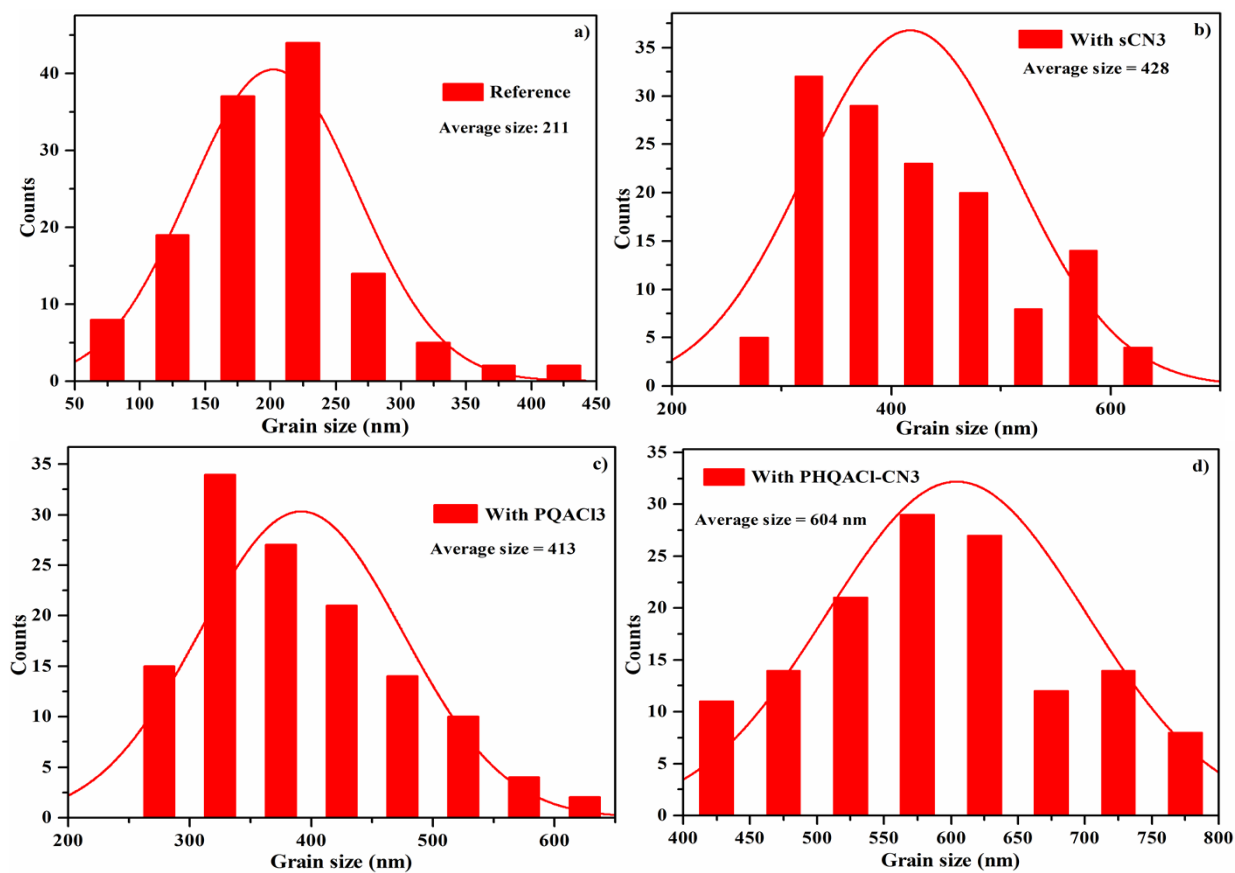 a)
Reference
Average size: 211
Counts
40
30
20
10
0
50 100 150 200 250 300 350 400 450
Grain size (nm)
b)
With sCN3
Average size = 428
Counts
35
30
25
20
15
10
5
0
200 400 600
Grain size (nm)
c)
With PQACl3
Average size = 413
Counts
35
30
25
20
15
10
5
0
200 300 400 500 600
Grain size (nm)
d)
With PHQACl-CN3
Average size = 604 nm
Counts
35
30
25
20
15
10
5
0
400 450 500 550 600 650 700 750 800
Grain size (nm)